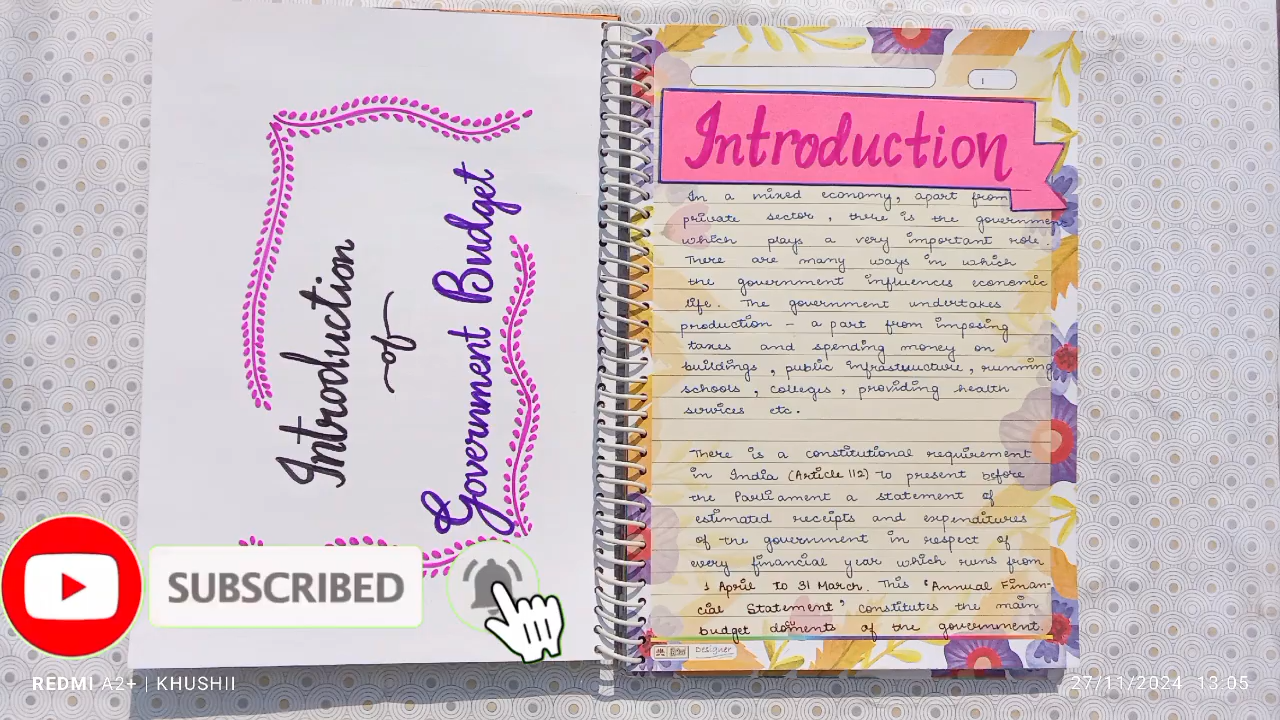 Introduction
of
Government Budget
1
Introduction
In a mixed economy, apart from
private sector, there is the government
which plays a very important role.
There are many ways in which
the government influences economic
life. The government undertakes
production - a part from imposing
taxes and spending money on
buildings, public infrastructure, running
schools, colleges, providing health
services etc.
There is a constitutional requirement
in India (Article 112) to present before
the Parliament a statement of
estimated receipts and expenditures
of the government in respect of
every financial year which runs from
1 April to 31 March. This 'Annual Finan-
cial Statement' constitutes the main
budget doments of the government.
Designer
SUBSCRIBED
REDMI A2+ | KHUSHII
27/11/2024 13:05